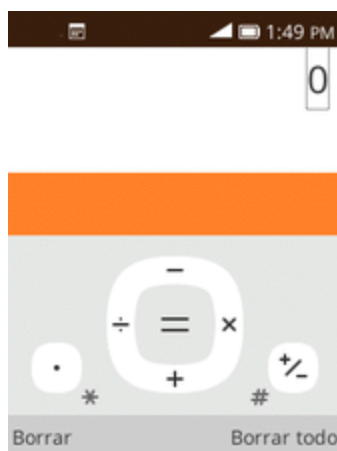 1:49 PM
0
−
÷ = ×
+
. +/-
* #
Borrar Borrar todo